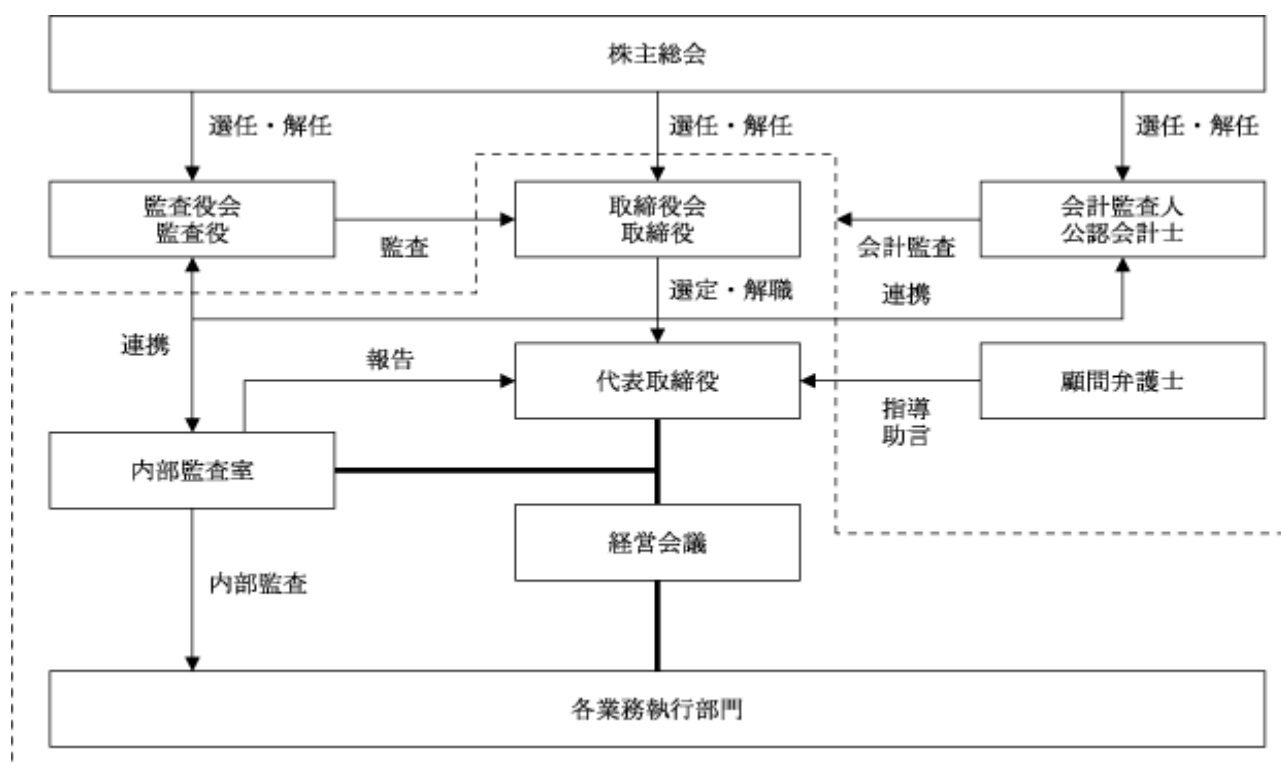 株主総会
選任・解任
選任・解任
選任・解任
監査役会
監査役
監査
取締役会
取締役
会計監査
会計監査人
公認会計士
選定・解職
連携
連携
報告
代表取締役
指導
助言
顧問弁護士
内部監査室
経営会議
内部監査
各業務執行部門